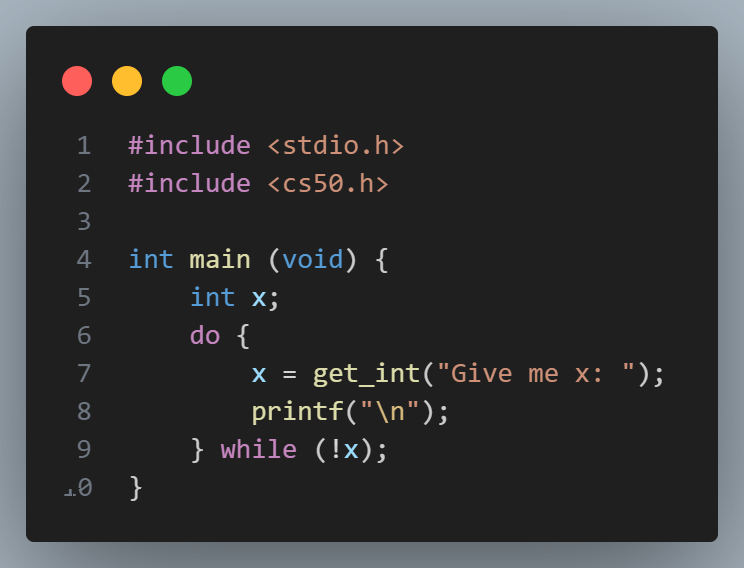 1 #include <stdio.h>
2 #include <cs50.h>
3
4 int main (void) {
5     int x;
6     do {
7         x = get_int("Give me x: ");
8         printf("\n");
9     } while (!x);
10 }